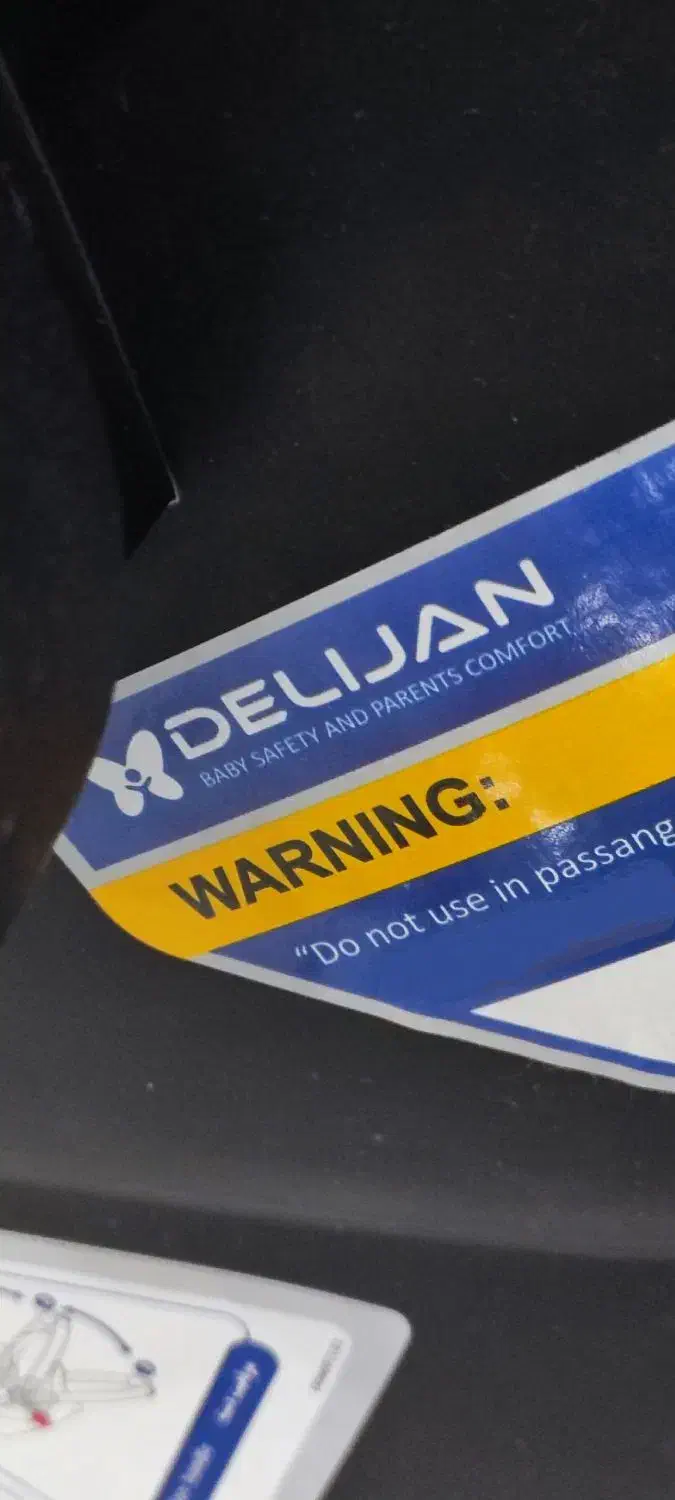 DELIJAN
BABY SAFETY AND PARENTS COMFORT
WARNING:
"Do not use in passang